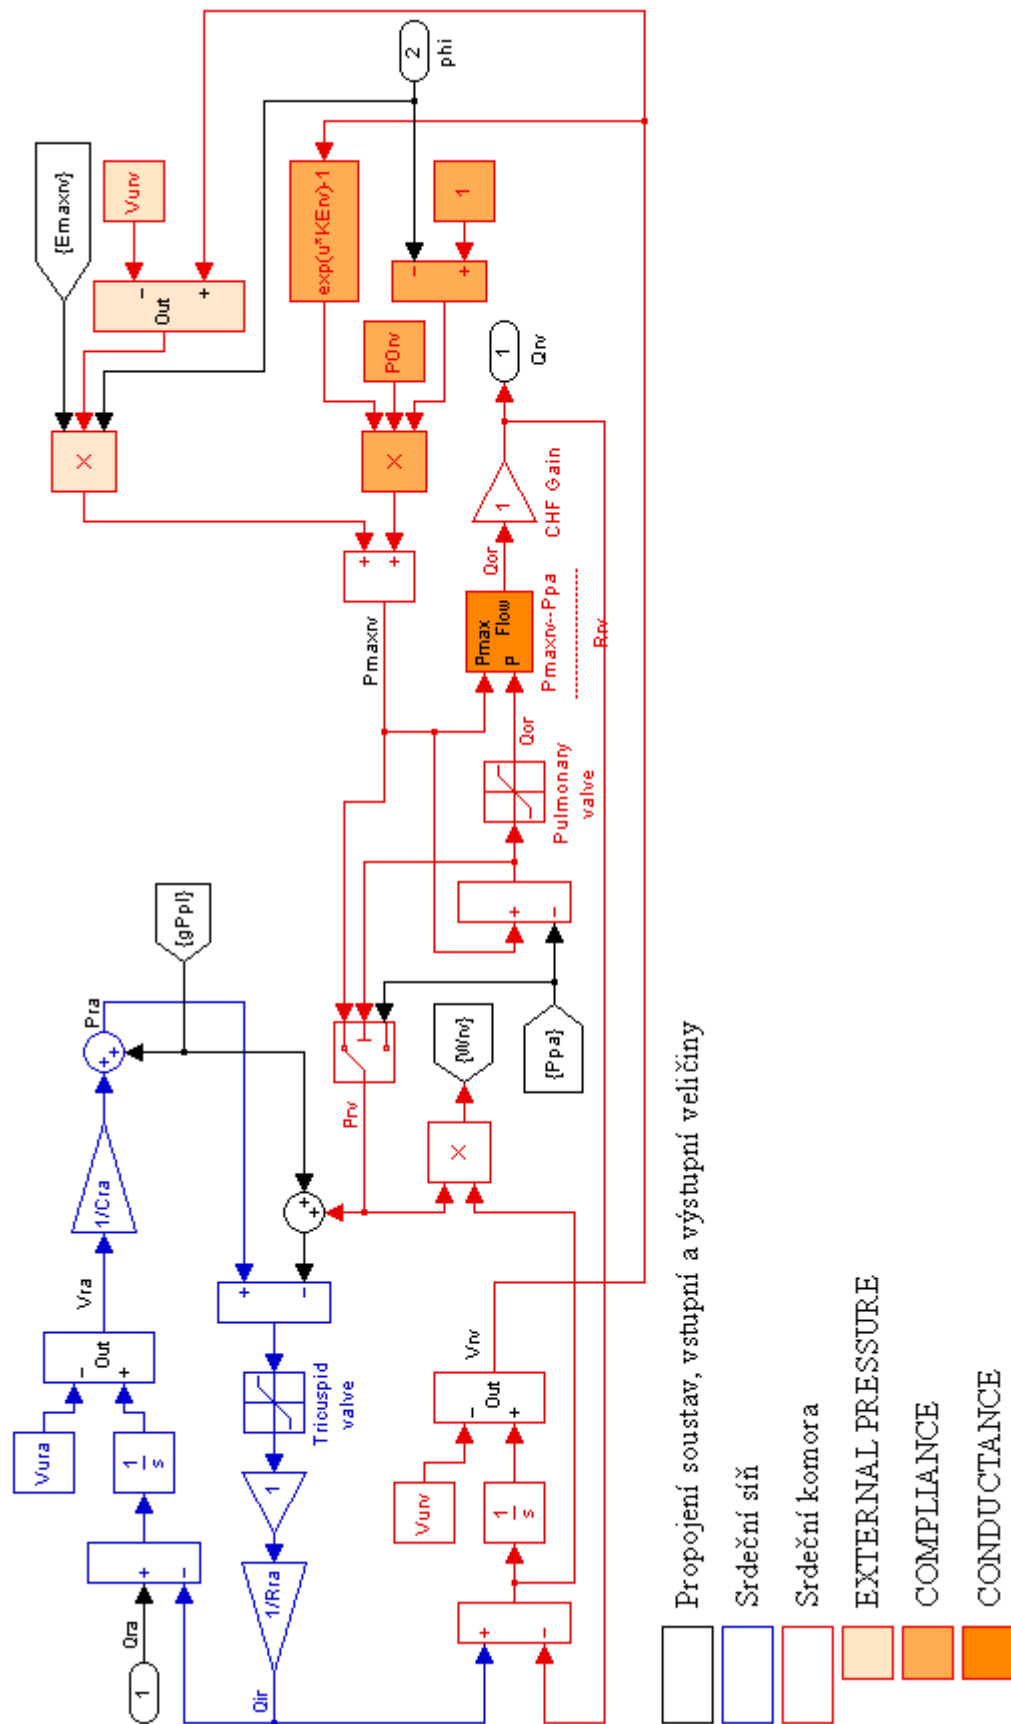 1
Qra
+
−
1
s
Vura
−
Out
+
Vra
1/Cra
+
+
Pra
{gPpl}
Qir
1/Rra
1
Tricuspid
valve
+
−
+
+
Prv
+
−
1
s
Vurv
−
Out
+
Vrv
X
{Wrv}
{Ppa}
+
−
Pulmonary
valve
Qor
Pmax
Flow
P
Pmaxrv--Ppa
--------------
Rrv
Qor
1
CHF Gain
1
Qrv
Pmaxrv
+
+
X
X
P0rv
exp(u*KErv)-1
−
+
1
2
phi
−
Out
+
Vurv
{Emaxrv}
Propojení soustav, vstupní a výstupní veličiny
Srdeční síň
Srdeční komora
EXTERNAL PRESSURE
COMPLIANCE
CONDUCTANCE